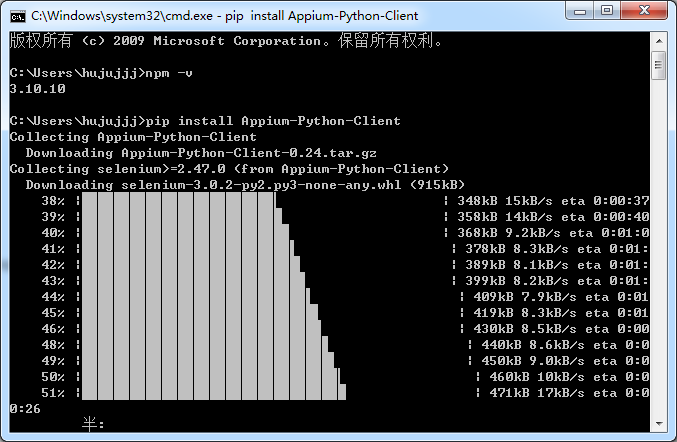 C:\Windows\system32\cmd.exe - pip  install Appium-Python-Client
版权所有 (c) 2009 Microsoft Corporation。保留所有权利。
C:\Users\hujujjj>npm -v
3.10.10
C:\Users\hujujjj>pip install Appium-Python-Client
Collecting Appium-Python-Client
  Downloading Appium-Python-Client-0.24.tar.gz
Collecting selenium>=2.47.0 (from Appium-Python-Client)
  Downloading selenium-3.0.2-py2.py3-none-any.whl (915kB)
38% | | 348kB 15kB/s eta 0:00:37
39% | | 358kB 14kB/s eta 0:00:40
40% | | 368kB 9.2kB/s eta 0:01:0
41% | | 378kB 8.3kB/s eta 0:01:
42% | | 389kB 8.1kB/s eta 0:01:
43% | | 399kB 8.2kB/s eta 0:01:
44% | | 409kB 7.9kB/s eta 0:01
45% | | 419kB 8.3kB/s eta 0:01
46% | | 430kB 8.5kB/s eta 0:00
48% | | 440kB 8.6kB/s eta 0:0
49% | | 450kB 9.0kB/s eta 0:0
50% | | 460kB 10kB/s eta 0:0
51% | | 471kB 17kB/s eta 0:0
0:26
半: